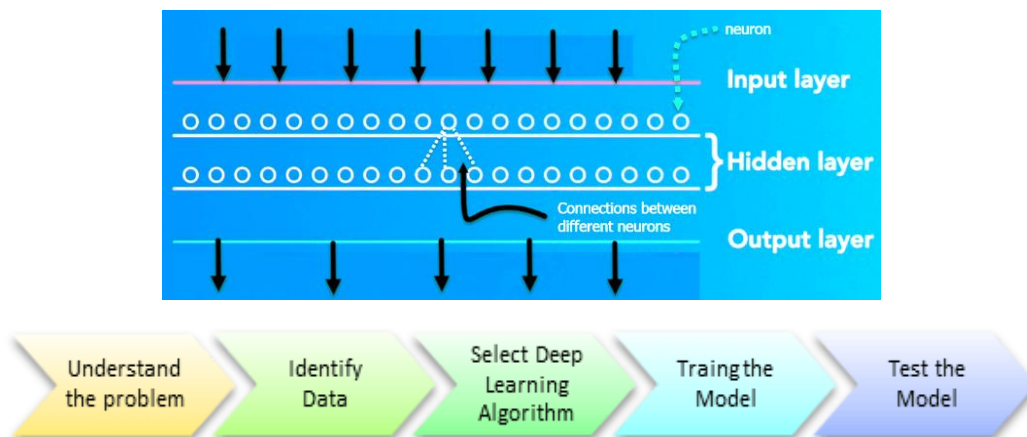 neuron
Input layer
Hidden layer
Connections between
different neurons
Output layer
Understand
the problem
Identify
Data
Select Deep
Learning
Algorithm
Traing the
Model
Test the
Model